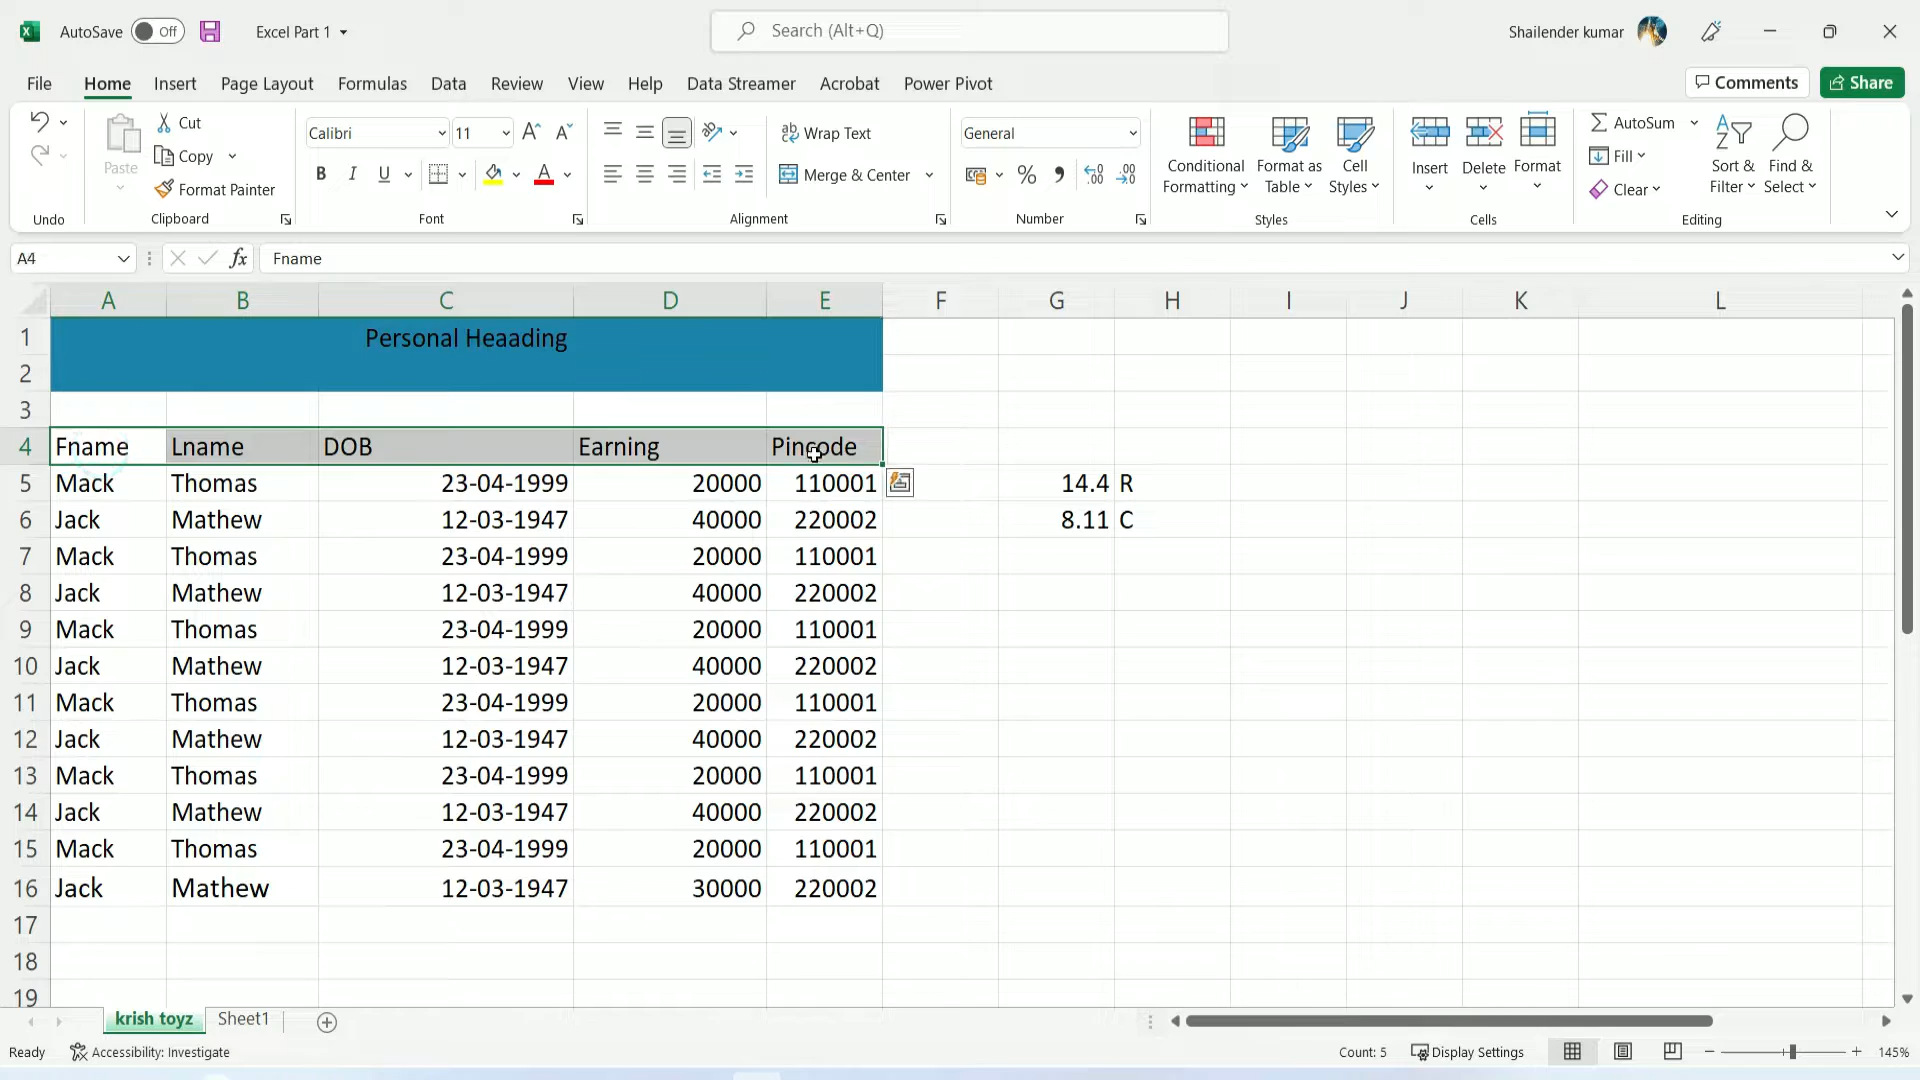 AutoSave Off Excel Part 1 Search (Alt+Q) Shailender kumar
File Home Insert Page Layout Formulas Data Review View Help Data Streamer Acrobat Power Pivot Comments Share
Paste Cut Calibri 11 Wrap Text General Conditional Formatting Format as Table Cell Styles Insert Delete Format AutoSum Sort & Filter Find & Select
Copy Fill
Format Painter B I U Merge & Center % Clear
Undo Clipboard Font Alignment Number Styles Cells Editing
A4 fx Fname
A B C D E F G H I J K L
1 Personal Heaading
2
3
4 Fname Lname DOB Earning Pincode
5 Mack Thomas 23-04-1999 20000 110001 14.4 R
6 Jack Mathew 12-03-1947 40000 220002 8.11 C
7 Mack Thomas 23-04-1999 20000 110001
8 Jack Mathew 12-03-1947 40000 220002
9 Mack Thomas 23-04-1999 20000 110001
10 Jack Mathew 12-03-1947 40000 220002
11 Mack Thomas 23-04-1999 20000 110001
12 Jack Mathew 12-03-1947 40000 220002
13 Mack Thomas 23-04-1999 20000 110001
14 Jack Mathew 12-03-1947 40000 220002
15 Mack Thomas 23-04-1999 20000 110001
16 Jack Mathew 12-03-1947 30000 220002
17
18
19
krish toyz Sheet1
Ready Accessibility: Investigate Count: 5 Display Settings 145%